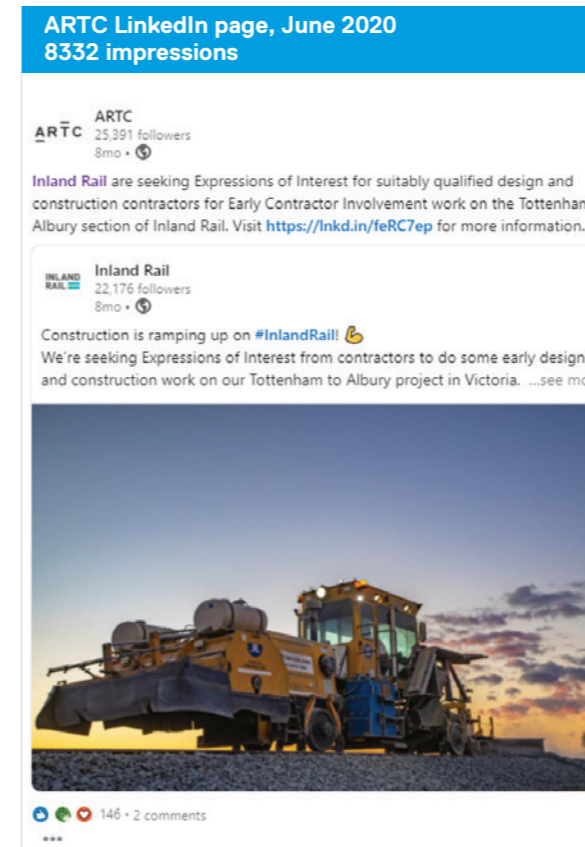 ARTC LinkedIn page, June 2020
8332 impressions
ARTC
ARTC
25,391 followers
8mo •
Inland Rail are seeking Expressions of Interest for suitably qualified design and
construction contractors for Early Contractor Involvement work on the Tottenham
Albury section of Inland Rail. Visit https://lnkd.in/feRC7ep for more information.
INLAND
RAIL
Inland Rail
22,176 followers
8mo •
Construction is ramping up on #InlandRail! 💪
We're seeking Expressions of Interest from contractors to do some early design
and construction work on our Tottenham to Albury project in Victoria. ...see mo
146 • 2 comments